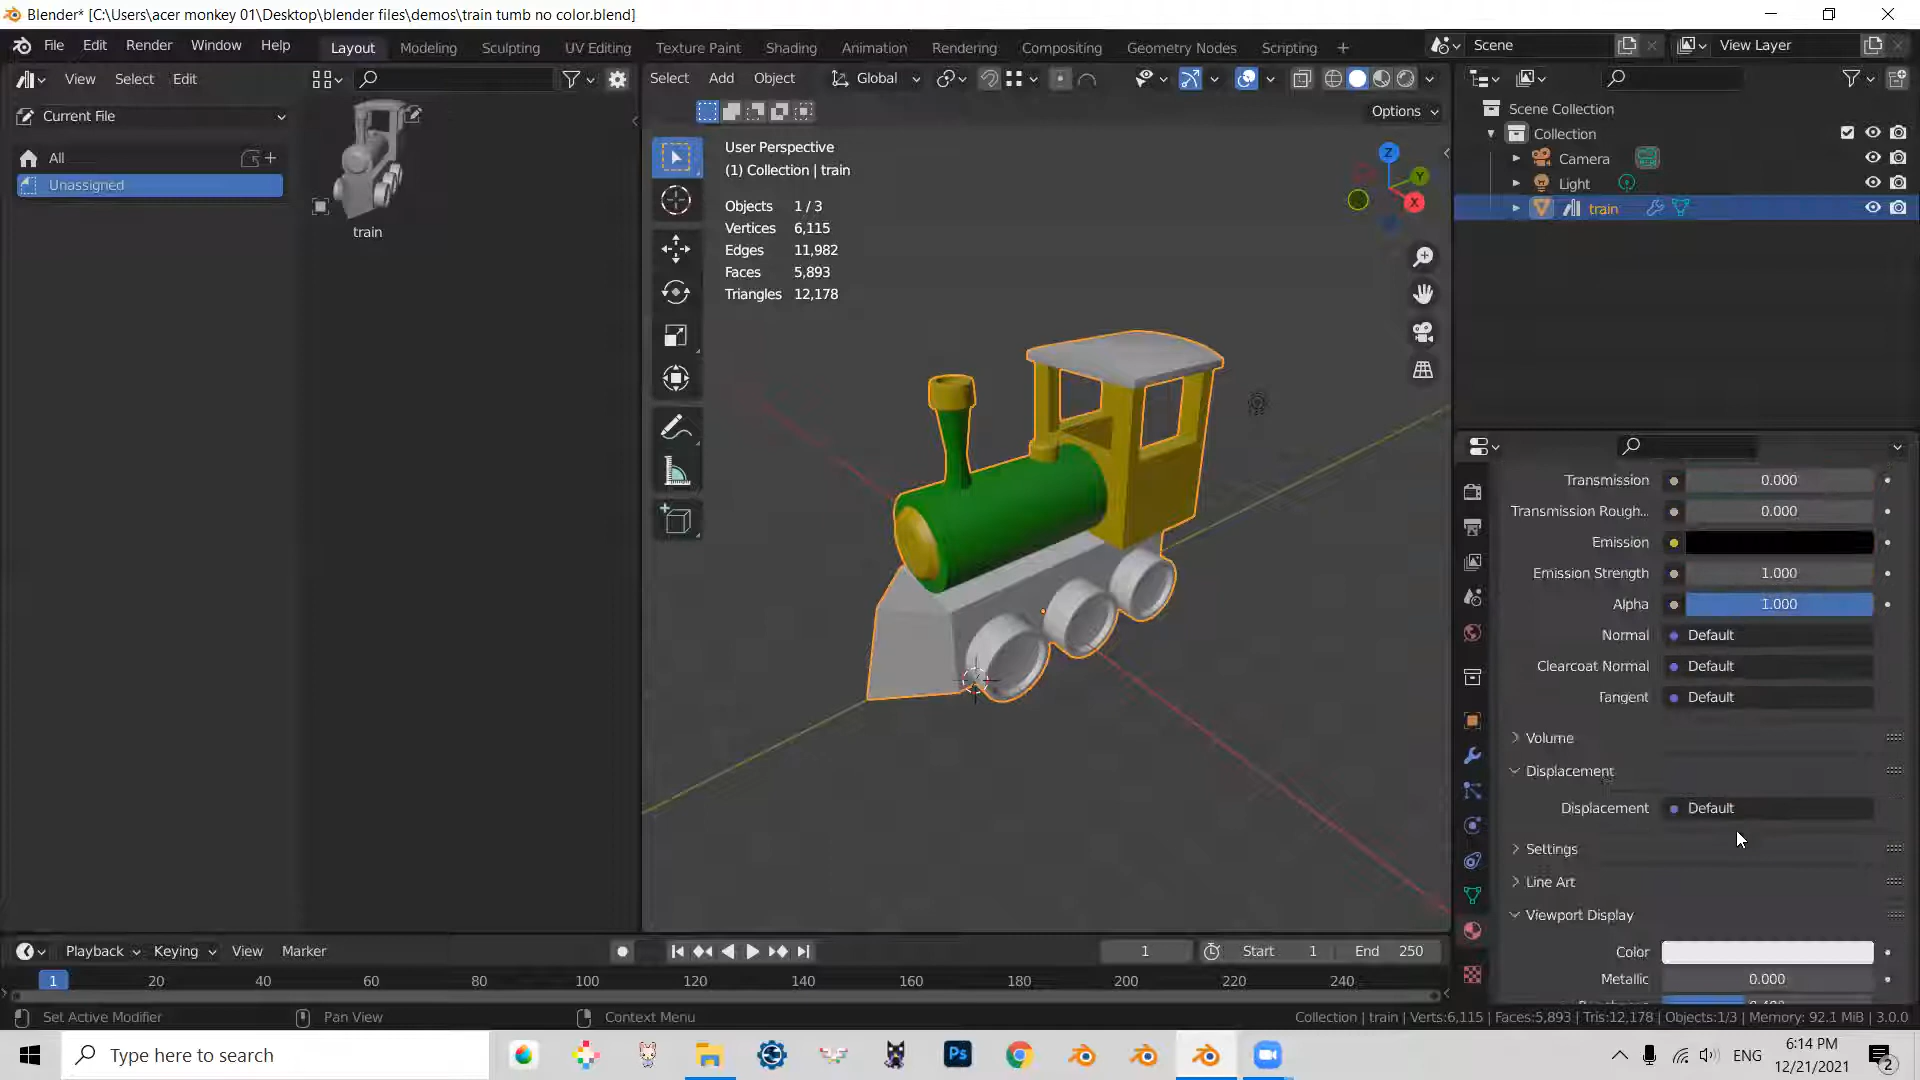 Blender* [C:\Users\acer monkey 01\Desktop\blender files\demos\train tumb no color.blend]
File Edit Render Window Help
Layout Modeling Sculpting UV Editing Texture Paint Shading Animation Rendering Compositing Geometry Nodes Scripting
Scene
View Layer
View Select Edit
Select Add Object Global
Options
Current File
All
Unassigned
train
User Perspective
(1) Collection | train
Objects 1 / 3
Vertices 6,115
Edges 11,982
Faces 5,893
Triangles 12,178
Z
Y
X
Scene Collection
Collection
Camera
Light
train
Transmission 0.000
Transmission Rough... 0.000
Emission
Emission Strength 1.000
Alpha 1.000
Normal Default
Clearcoat Normal Default
Tangent Default
Volume
Displacement
Displacement Default
Settings
Line Art
Viewport Display
Color
Metallic 0.000
Playback Keying View Marker
1
Start 1
End 250
1 20 40 60 80 100 120 140 160 180 200 220 240
Set Active Modifier
Pan View
Context Menu
Collection | train | Verts:6,115 | Faces:5,893 | Tris:12,178 | Objects:1/3 | Memory: 92.1 MiB | 3.0.0
Type here to search
Ps
ENG
6:14 PM
12/21/2021
2